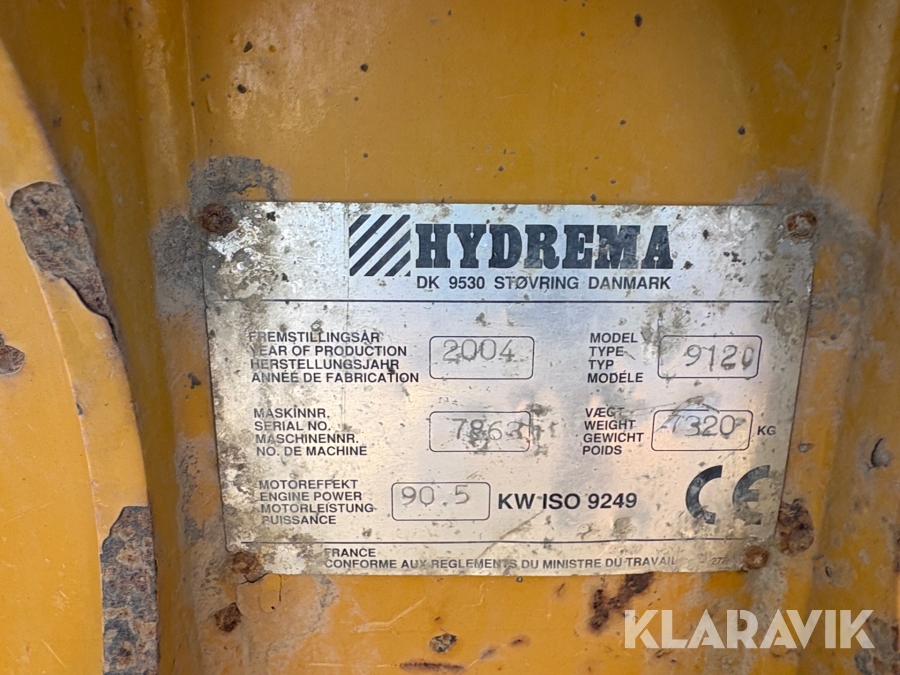 HYDREMA
DK 9530 STØVRING DANMARK
FREMSTILLINGSÅR
YEAR OF PRODUCTION
HERSTELLUNGSJAHR
ANNÉE DE FABRICATION
2004
MODEL
TYPE
TYP
MODÉLE
9120
MASKINNR.
SERIAL NO.
MASCHINENNR.
NO. DE MACHINE
VÆGT
WEIGHT
GEWICHT
POIDS
7320 KG
MOTOREFFEKT
ENGINE POWER
MOTORLEISTUNG
PUISSANCE
90.5 KW ISO 9249
CE
FRANCE
CONFORME AUX REGLEMENTS DU MINISTRE DU TRAVAIL
KLARAVIK